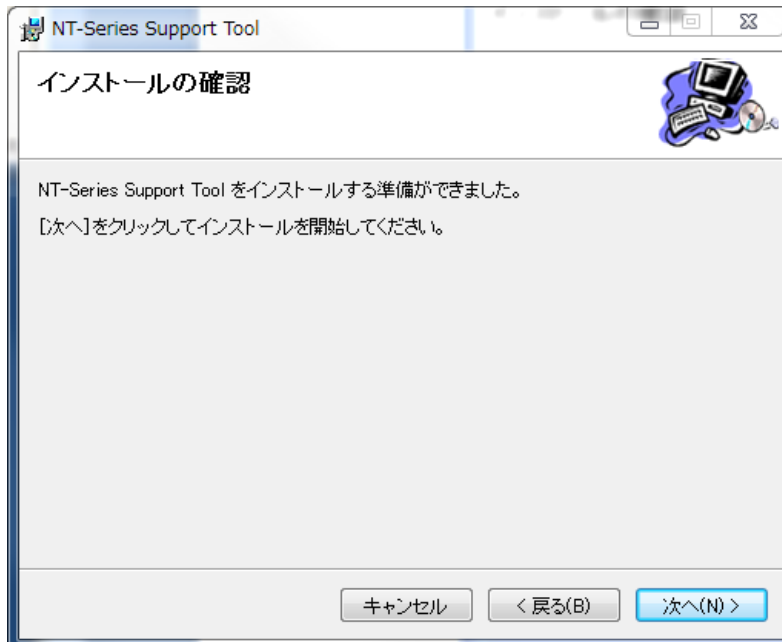 NT-Series Support Tool
インストールの確認
NT-Series Support Tool をインストールする準備ができました。
[次へ]をクリックしてインストールを開始してください。
キャンセル
< 戻る(B)
次へ(N) >